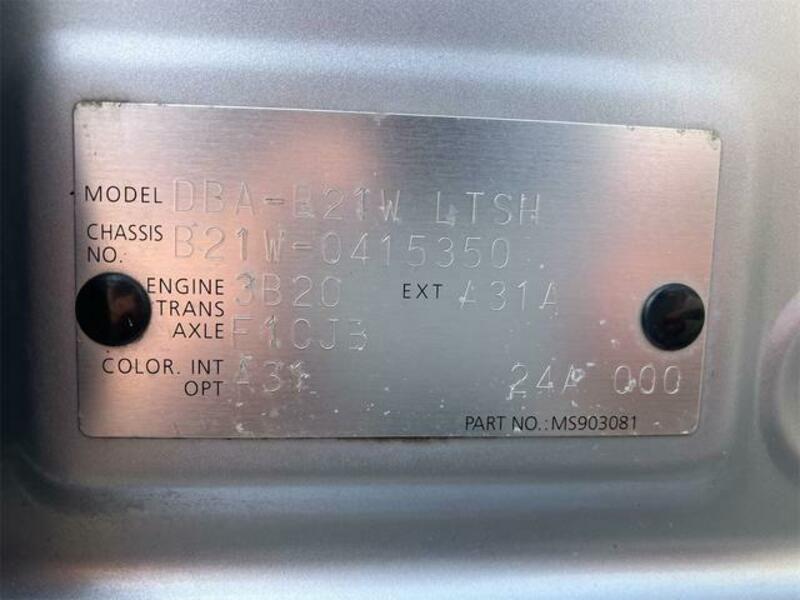 MODEL DBA-B21W LTSH
CHASSIS NO. B21W-0415350
ENGINE 3B20 EXT A31A
TRANS AXLE F1CJB
COLOR. INT OPT A31 24A 000
PART NO.:MS903081